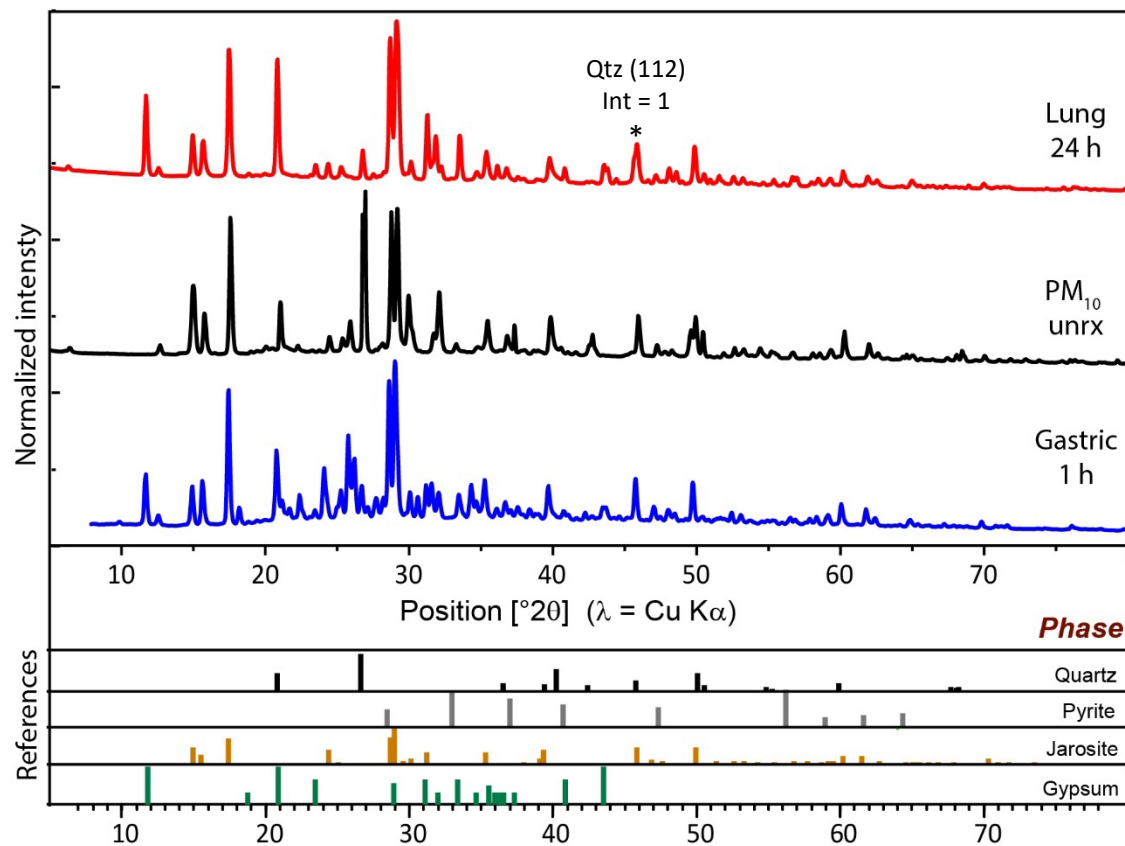 Normalized intensty
Qtz (112)
Int = 1
*
Lung
24 h
PM10
unrx
Gastric
1 h
10 20 30 40 50 60 70
Position [°2θ] (λ = Cu Kα)
Phase
References
Quartz
Pyrite
Jarosite
Gypsum
10 20 30 40 50 60 70